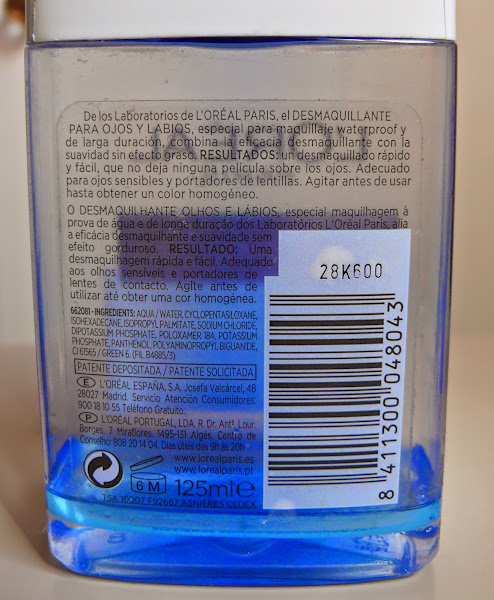 De los Laboratorios de L'ORÉAL PARIS, el DESMAQUILLANTE
PARA OJOS Y LABIOS, especial para maquillaje waterproof y
de larga duración, combina la eficacia desmaquillante con la
suavidad sin efecto graso. RESULTADOS: un desmaquillado rápido
y fácil, que no deja ninguna película sobre los ojos. Adecuado
para ojos sensibles y portadores de lentillas. Agitar antes de usar
hasta obtener un color homogéneo.
O DESMAQUILHANTE OLHOS E LÁBIOS, especial maquilhagem à
prova de água e de longa duração dos Laboratórios L'Oréal Paris, alia
a eficácia desmaquilhante e suavidade sem
efeito gorduroso. RESULTADO: Uma
desmaquilhagem rápida e fácil. Adequado
aos olhos sensíveis e portadores de
lentes de contacto. Agite antes de
utilizar até obter uma cor homogénea.
662081-INGREDIENTS: AQUA / WATER, CYCLOPENTASILOXANE,
ISOHEXADECANE, ISOPROPYL PALMITATE, SODIUM CHLORIDE,
DIPOTASSIUM PHOSPHATE, POLOXAMER 184, POTASSIUM
PHOSPHATE, PANTHENOL, POLYAMINOPROPYL BIGUANIDE,
CI 61565 / GREEN 6. (FIL B4885/3)
PATENTE DEPOSITADA / PATENTE SOLICITADA
E L'ORÉAL ESPAÑA, S.A. Josefa Valcárcel, 48
28027 Madrid. Servicio Atención Consumidores:
900 18 10 55 Teléfono Gratuito.
P L'ORÉAL PORTUGAL, LDA. R. Dr. Antº. Lour.
Borges, 7 Miraflores. 1495-131 Algés. Centro de
Conselho: 808 20 14 04. Dias úteis das 9h às 20h
www.lorealparis.es
www.lorealparis.pt
6 M 125ml e
TSA 10007 F92667 ASNIERES CEDEX
28K600
8 411300 048043